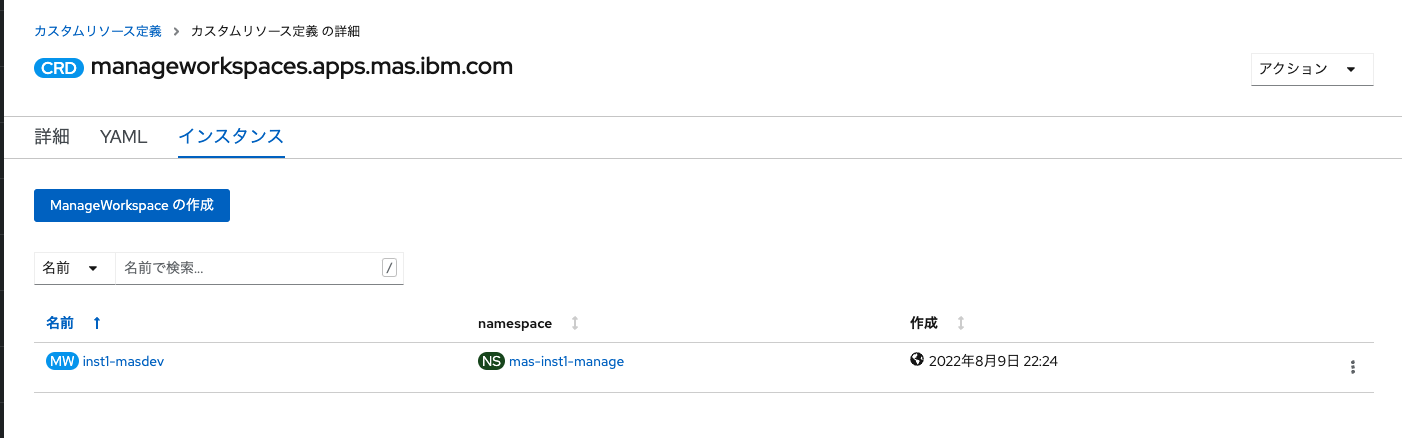 カスタムリソース定義 > カスタムリソース定義 の詳細
CRD manageworkspaces.apps.mas.ibm.com
アクション
詳細 YAML インスタンス
ManageWorkspace の作成
名前 名前で検索... /
名前 namespace 作成
MW inst1-masdev NS mas-inst1-manage 2022年8月9日 22:24